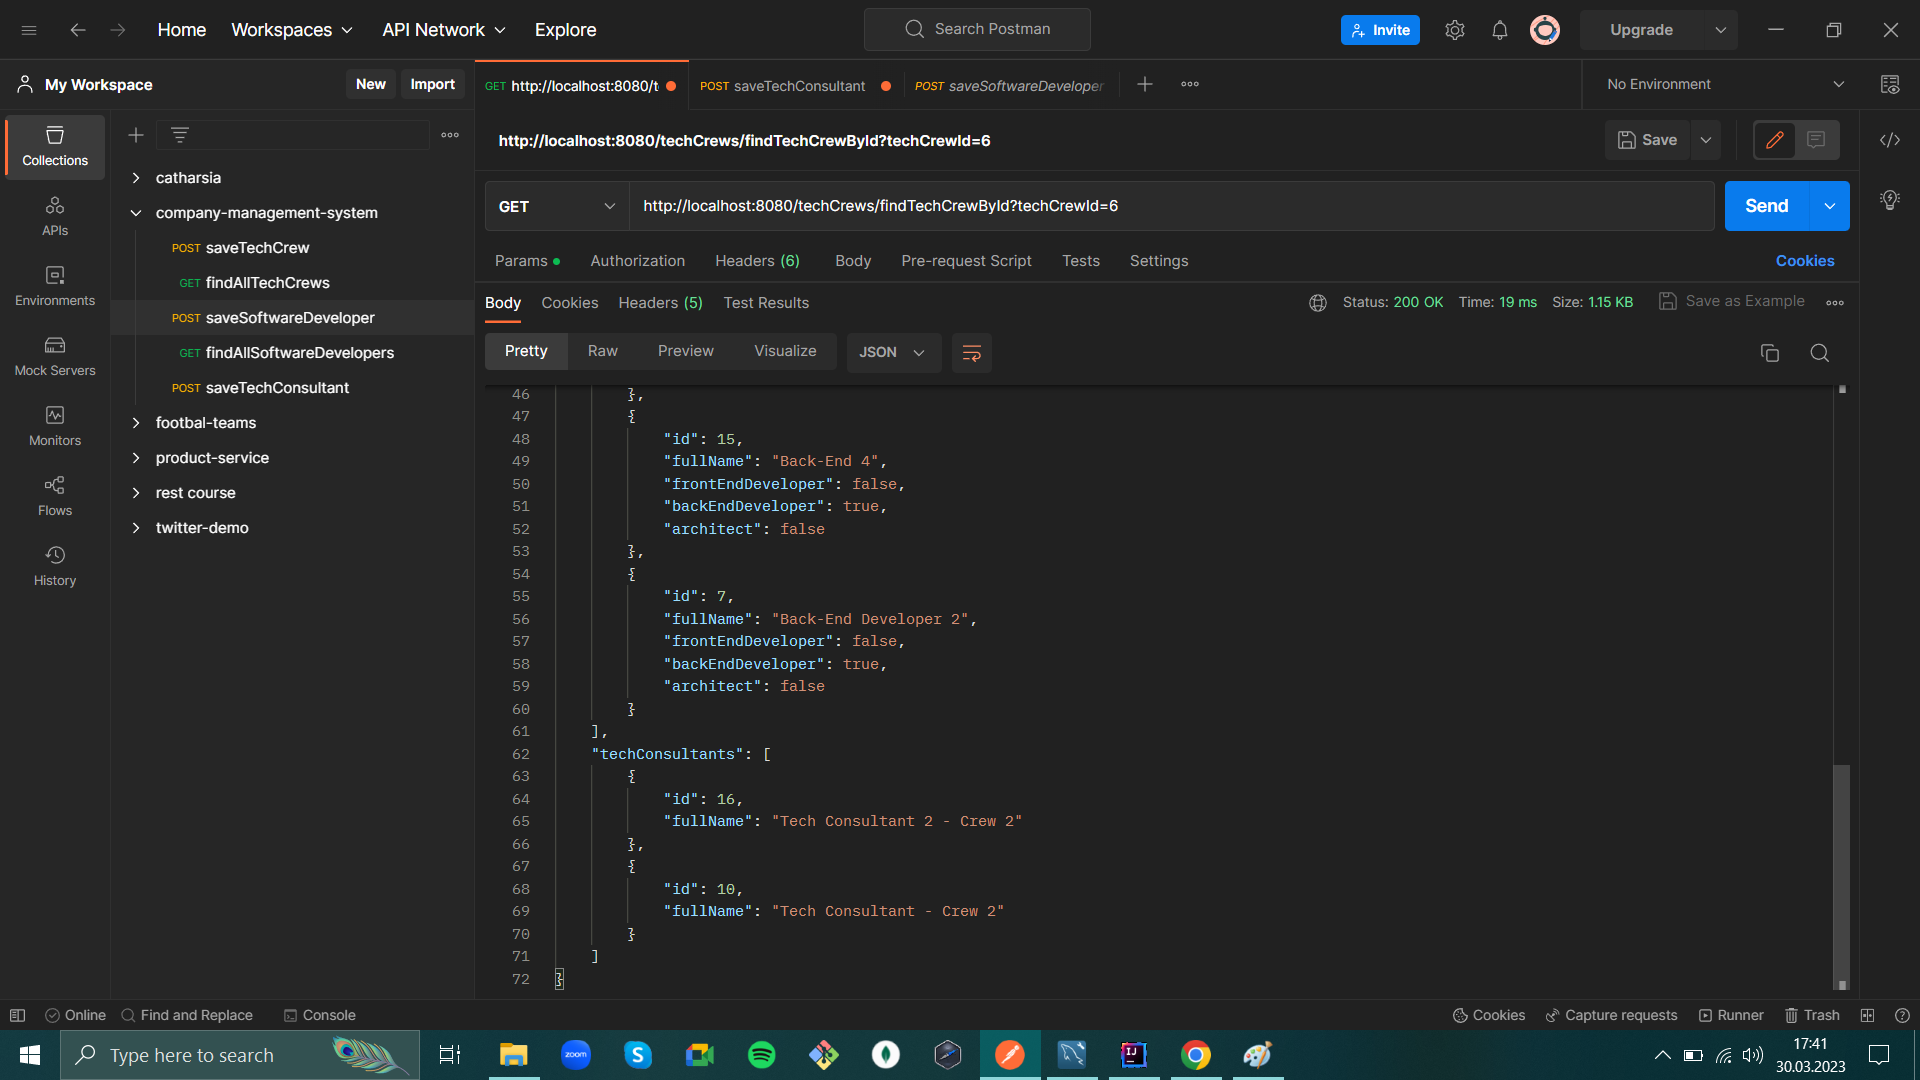 Home
Workspaces
API Network
Explore
Search Postman
Invite
Upgrade
My Workspace
New
Import
GET http://localhost:8080/t
POST saveTechConsultant
POST saveSoftwareDeveloper
No Environment
Collections
APIs
Environments
Mock Servers
Monitors
Flows
History
catharsia
company-management-system
POST saveTechCrew
GET findAllTechCrews
POST saveSoftwareDeveloper
GET findAllSoftwareDevelopers
POST saveTechConsultant
footbal-teams
product-service
rest course
twitter-demo
http://localhost:8080/techCrews/findTechCrewById?techCrewId=6
Save
GET
http://localhost:8080/techCrews/findTechCrewById?techCrewId=6
Send
Params
Authorization
Headers (6)
Body
Pre-request Script
Tests
Settings
Cookies
Body
Cookies
Headers (5)
Test Results
Status: 200 OK
Time: 19 ms
Size: 1.15 KB
Save as Example
Pretty
Raw
Preview
Visualize
JSON
46 },
47 {
48 "id": 15,
49 "fullName": "Back-End 4",
50 "frontEndDeveloper": false,
51 "backEndDeveloper": true,
52 "architect": false
53 },
54 {
55 "id": 7,
56 "fullName": "Back-End Developer 2",
57 "frontEndDeveloper": false,
58 "backEndDeveloper": true,
59 "architect": false
60 }
61 ],
62 "techConsultants": [
63 {
64 "id": 16,
65 "fullName": "Tech Consultant 2 - Crew 2"
66 },
67 {
68 "id": 10,
69 "fullName": "Tech Consultant - Crew 2"
70 }
71 ]
72 }
Online
Find and Replace
Console
Cookies
Capture requests
Runner
Trash
Type here to search
zoom
IJ
17:41
30.03.2023